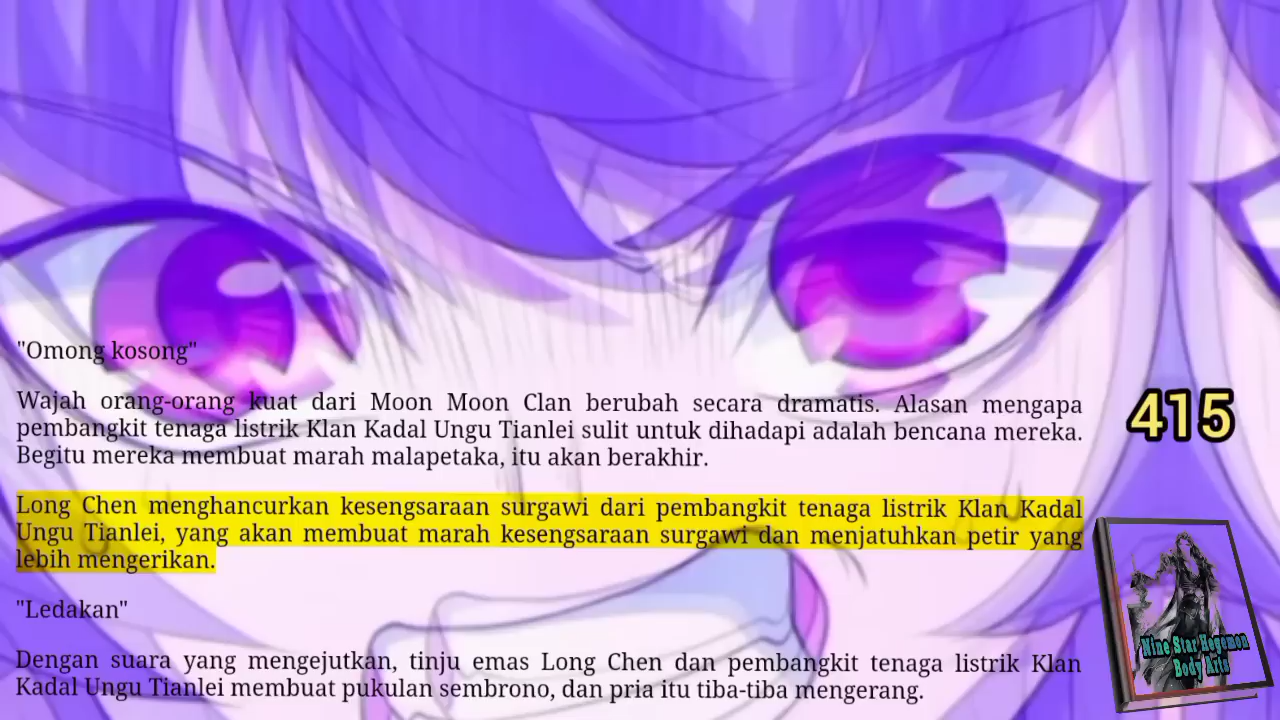 "Omong kosong"
Wajah orang-orang kuat dari Moon Moon Clan berubah secara dramatis. Alasan mengapa
pembangkit tenaga listrik Klan Kadal Ungu Tianlei sulit untuk dihadapi adalah bencana mereka.
Begitu mereka membuat marah malapetaka, itu akan berakhir.
415
Long Chen menghancurkan kesengsaraan surgawi dari pembangkit tenaga listrik Klan Kadal
Ungu Tianlei, yang akan membuat marah kesengsaraan surgawi dan menjatuhkan petir yang
lebih mengerikan.
"Ledakan"
Dengan suara yang mengejutkan, tinju emas Long Chen dan pembangkit tenaga listrik Klan
Kadal Ungu Tianlei membuat pukulan sembrono, dan pria itu tiba-tiba mengerang.
Nine Star Hegemon
Body Arts